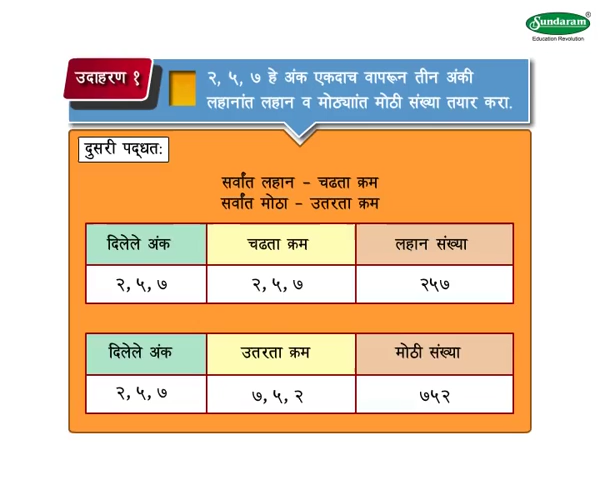 Sundaram®
Education Revolution
उदाहरण १
२, ५, ७ हे अंक एकदाच वापरून तीन अंकी
लहानांत लहान व मोठ्यांात मोठी संख्या तयार करा.
दुसरी पद्धत:
सर्वांत लहान - चढता क्रम
सर्वांत मोठा - उतरता क्रम
दिलेले अंक चढता क्रम लहान संख्या
२, ५, ७ २, ५, ७ २५७
दिलेले अंक उतरता क्रम मोठी संख्या
२, ५, ७ ७, ५, २ ७५२